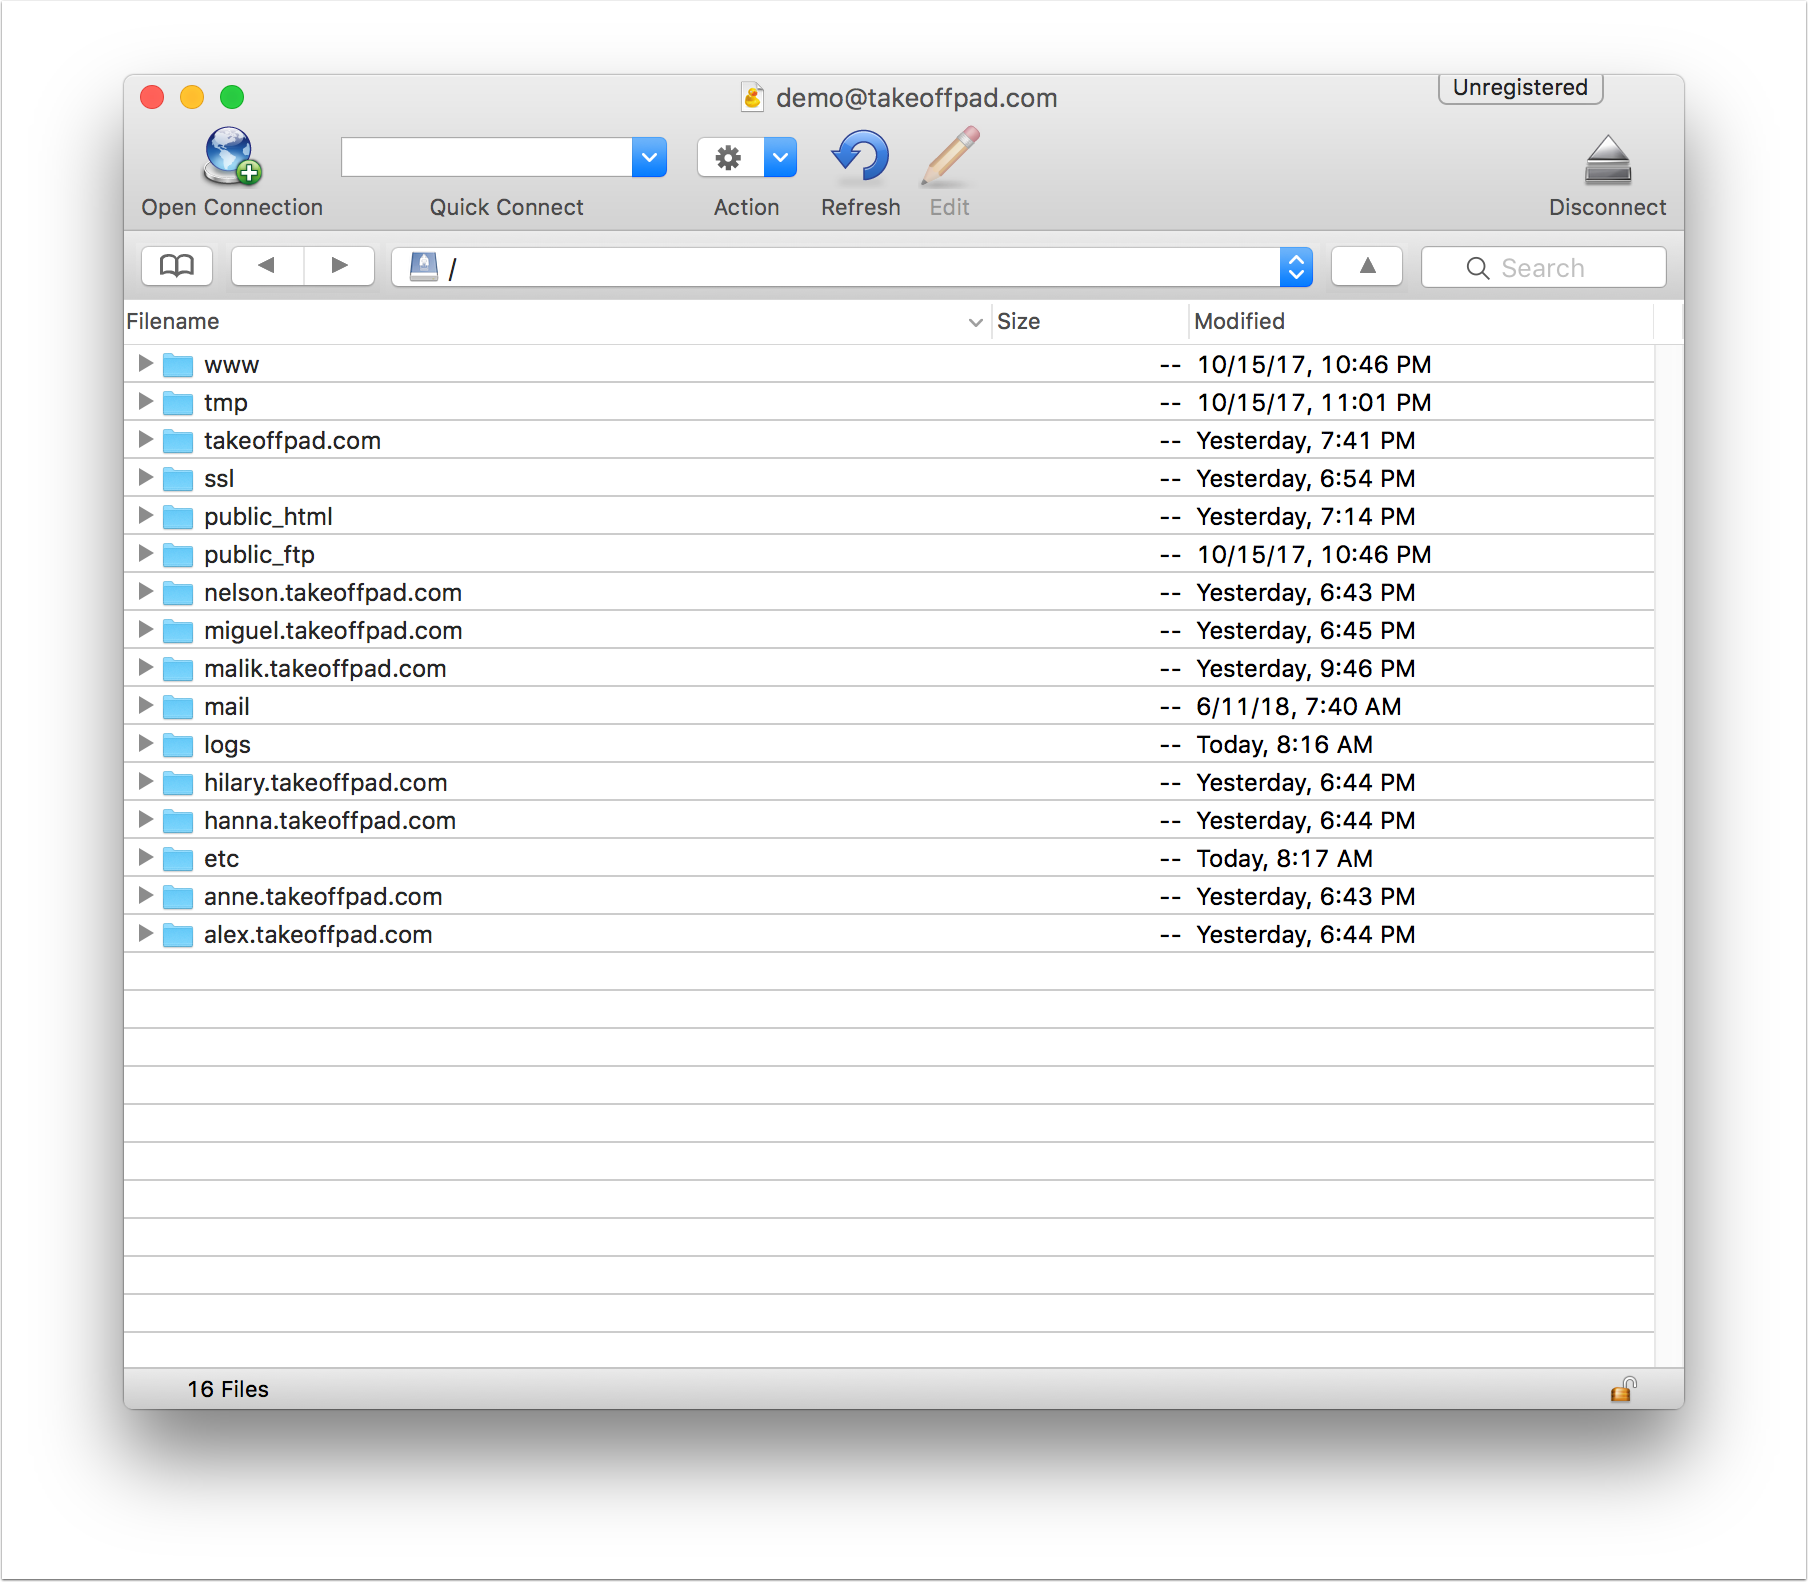 demo@takeoffpad.com
Unregistered
Open Connection Quick Connect Action Refresh Edit Disconnect
/ Search
Filename Size Modified
www -- 10/15/17, 10:46 PM
tmp -- 10/15/17, 11:01 PM
takeoffpad.com -- Yesterday, 7:41 PM
ssl -- Yesterday, 6:54 PM
public_html -- Yesterday, 7:14 PM
public_ftp -- 10/15/17, 10:46 PM
nelson.takeoffpad.com -- Yesterday, 6:43 PM
miguel.takeoffpad.com -- Yesterday, 6:45 PM
malik.takeoffpad.com -- Yesterday, 9:46 PM
mail -- 6/11/18, 7:40 AM
logs -- Today, 8:16 AM
hilary.takeoffpad.com -- Yesterday, 6:44 PM
hanna.takeoffpad.com -- Yesterday, 6:44 PM
etc -- Today, 8:17 AM
anne.takeoffpad.com -- Yesterday, 6:43 PM
alex.takeoffpad.com -- Yesterday, 6:44 PM
16 Files